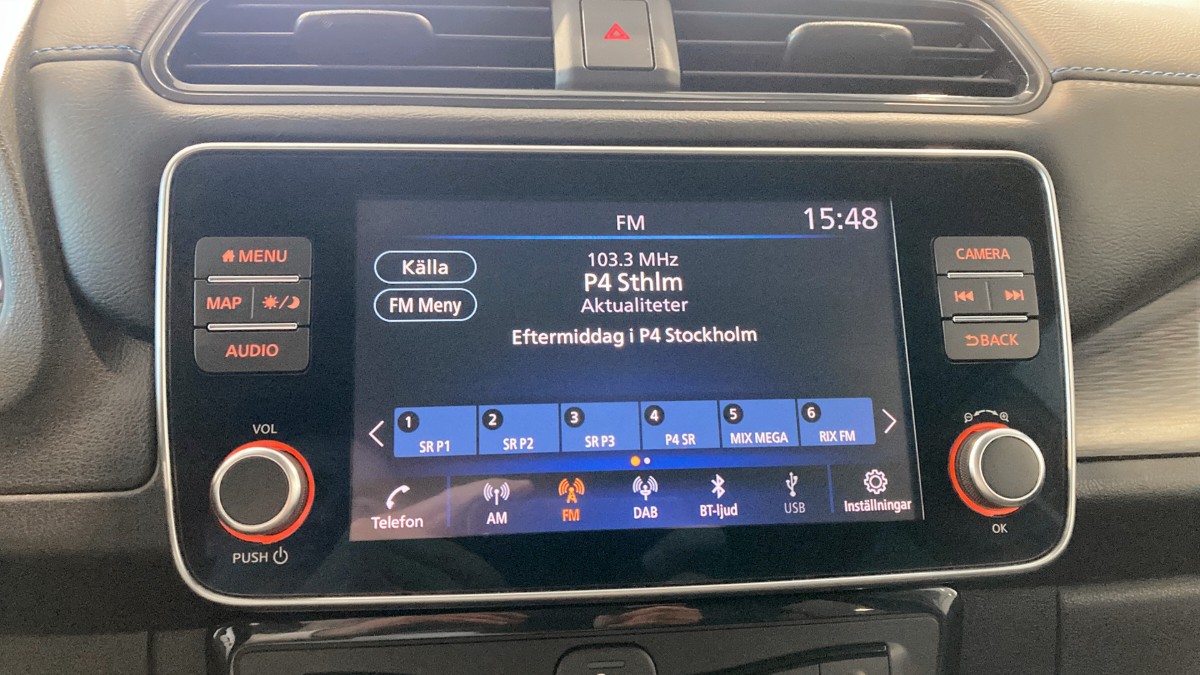 FM
15:48
MENU
MAP
AUDIO
CAMERA
BACK
Källa
FM Meny
103.3 MHz
P4 Sthlm
Aktualiteter
Eftermiddag i P4 Stockholm
1 2 3 4 5 6
SR P1 SR P2 SR P3 P4 SR MIX MEGA RIX FM
Telefon AM FM DAB BT-ljud USB Inställningar
VOL
PUSH
OK